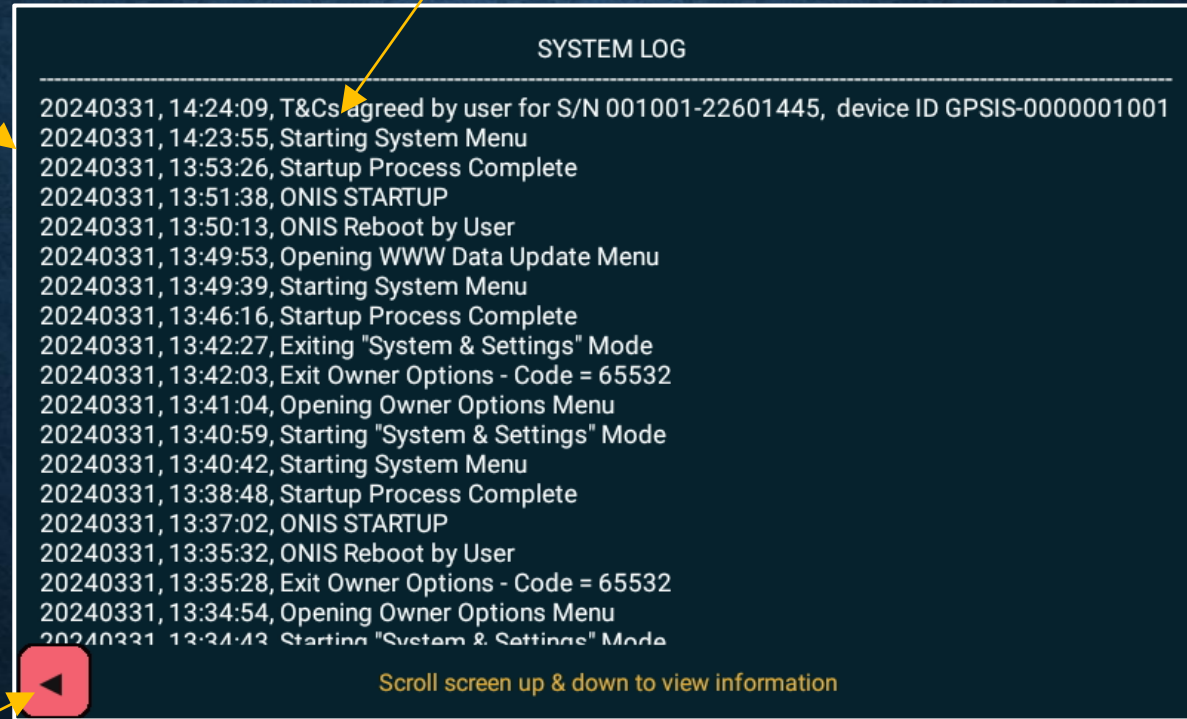 SYSTEM LOG
20240331, 14:24:09, T&Cs agreed by user for S/N 001001-22601445, device ID GPSIS-0000001001
20240331, 14:23:55, Starting System Menu
20240331, 13:53:26, Startup Process Complete
20240331, 13:51:38, ONIS STARTUP
20240331, 13:50:13, ONIS Reboot by User
20240331, 13:49:53, Opening WWW Data Update Menu
20240331, 13:49:39, Starting System Menu
20240331, 13:46:16, Startup Process Complete
20240331, 13:42:27, Exiting "System & Settings" Mode
20240331, 13:42:03, Exit Owner Options - Code = 65532
20240331, 13:41:04, Opening Owner Options Menu
20240331, 13:40:59, Starting "System & Settings" Mode
20240331, 13:40:42, Starting System Menu
20240331, 13:38:48, Startup Process Complete
20240331, 13:37:02, ONIS STARTUP
20240331, 13:35:32, ONIS Reboot by User
20240331, 13:35:28, Exit Owner Options - Code = 65532
20240331, 13:34:54, Opening Owner Options Menu
20240331, 13:34:43, Starting "System & Settings" Mode
Scroll screen up & down to view information